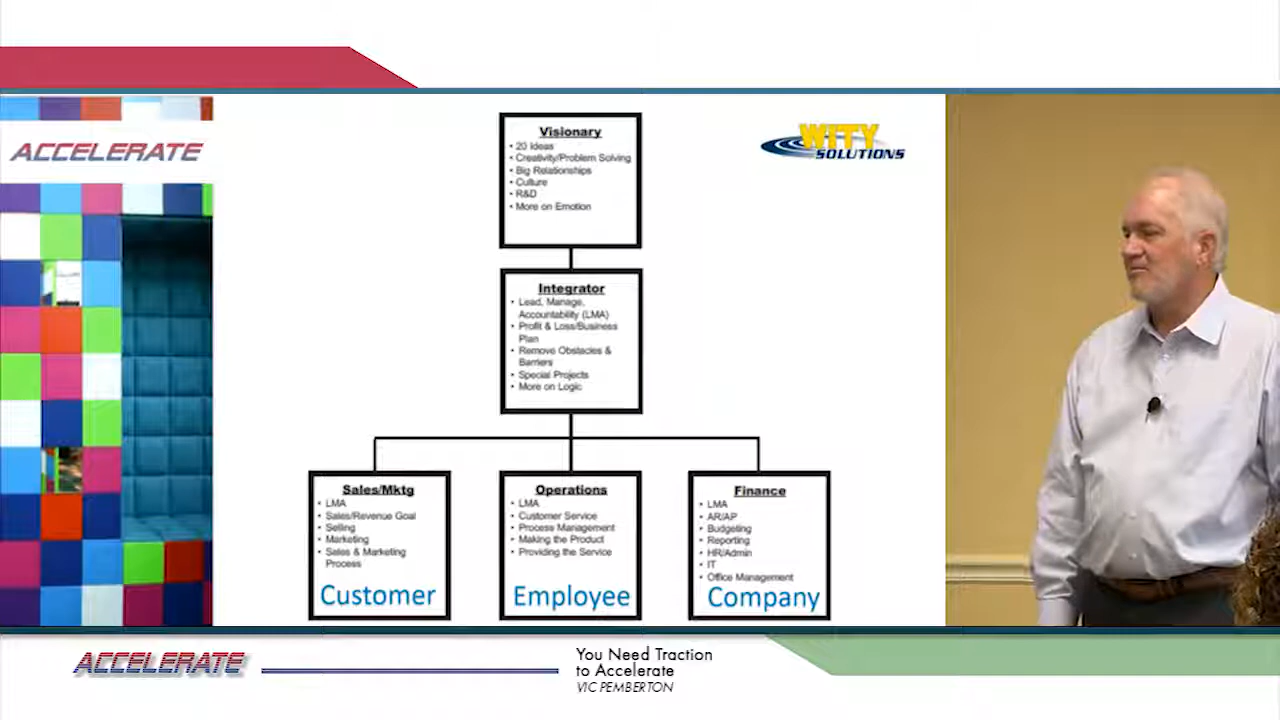 ACCELERATE
WITY
SOLUTIONS
Visionary
• 20 Ideas
• Creativity/Problem Solving
• Big Relationships
• Culture
• R&D
• More on Emotion
Integrator
• Lead, Manage,
Accountability (LMA)
• Profit & Loss/Business
Plan
• Remove Obstacles &
Barriers
• Special Projects
• More on Logic
Sales/Mktg
• LMA
• Sales/Revenue Goal
• Selling
• Marketing
• Sales & Marketing
Process
Customer
Operations
• LMA
• Customer Service
• Process Management
• Making the Product
• Providing the Service
Employee
Finance
• LMA
• AR/AP
• Budgeting
• Reporting
• HR/Admin
• IT
• Office Management
Company
ACCELERATE
You Need Traction
to Accelerate
VIC PEMBERTON